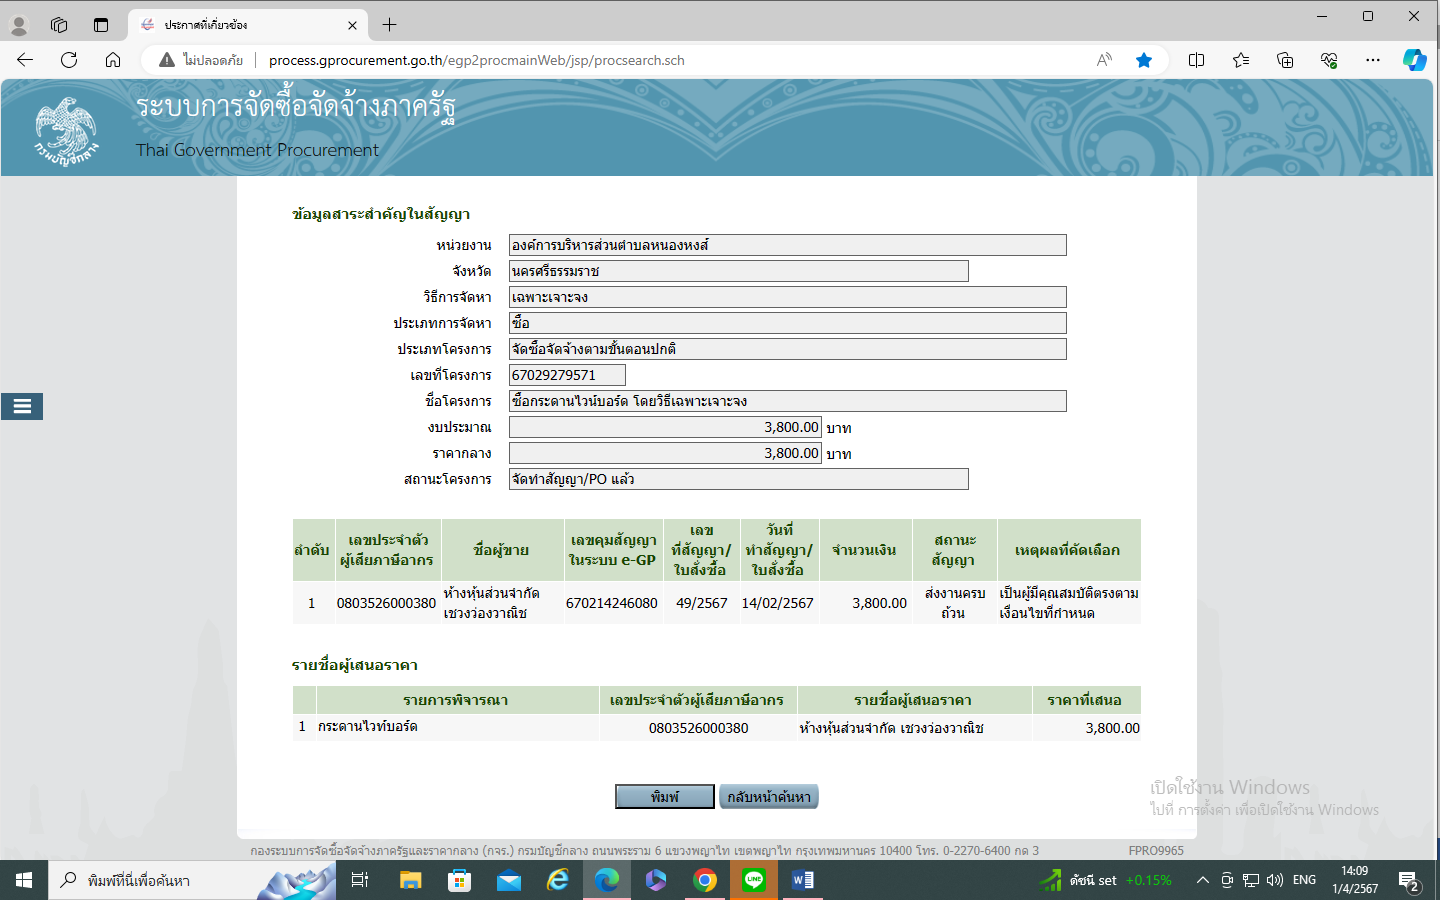 ประกาศที่เกี่ยวข้อง
ไม่ปลอดภัย
process.gprocurement.go.th/egp2procmainWeb/jsp/procsearch.sch
ระบบการจัดซื้อจัดจ้างภาครัฐ
Thai Government Procurement
กรมบัญชีกลาง
ข้อมูลสาระสำคัญในสัญญา
หน่วยงาน องค์การบริหารส่วนตำบลหนองหงส์
จังหวัด นครศรีธรรมราช
วิธีการจัดหา เฉพาะเจาะจง
ประเภทการจัดหา ซื้อ
ประเภทโครงการ จัดซื้อจัดจ้างตามขั้นตอนปกติ
เลขที่โครงการ 67029279571
ชื่อโครงการ ซื้อกระดานไวน์บอร์ด โดยวิธีเฉพาะเจาะจง
งบประมาณ 3,800.00 บาท
ราคากลาง 3,800.00 บาท
สถานะโครงการ จัดทำสัญญา/PO แล้ว
ลำดับ เลขประจำตัวผู้เสียภาษีอากร ชื่อผู้ขาย เลขคุมสัญญาในระบบ e-GP เลขที่สัญญา/ใบสั่งซื้อ วันที่ทำสัญญา/ใบสั่งซื้อ จำนวนเงิน สถานะสัญญา เหตุผลที่คัดเลือก
1 0803526000380 ห้างหุ้นส่วนจำกัด เชวงว่องวาณิช 670214246080 49/2567 14/02/2567 3,800.00 ส่งงานครบถ้วน เป็นผู้มีคุณสมบัติตรงตามเงื่อนไขที่กำหนด
รายชื่อผู้เสนอราคา
รายการพิจารณา เลขประจำตัวผู้เสียภาษีอากร รายชื่อผู้เสนอราคา ราคาที่เสนอ
1 กระดานไวท์บอร์ด 0803526000380 ห้างหุ้นส่วนจำกัด เชวงว่องวาณิช 3,800.00
พิมพ์ กลับหน้าค้นหา
เปิดใช้งาน Windows
ไปที่ การตั้งค่า เพื่อเปิดใช้งาน Windows
กองระบบการจัดซื้อจัดจ้างภาครัฐและราคากลาง (กจร.) กรมบัญชีกลาง ถนนพระราม 6 แขวงพญาไท เขตพญาไท กรุงเทพมหานคร 10400 โทร. 0-2270-6400 กด 3 FPRO9965
พิมพ์ที่นี่เพื่อค้นหา
LINE
ดัชนี set +0.15%
ENG
14:09
1/4/2567
2